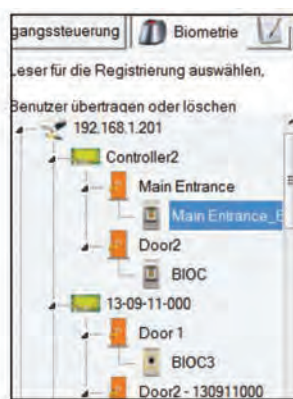 gangssteuerung Biometrie
Leser für die Registrierung auswählen,
Benutzer übertragen oder löschen
192.168.1.201
Controller2
Main Entrance
Main Entrance_E
Door2
BIOC
13-09-11-000
Door 1
BIOC3
Door2 - 130911000